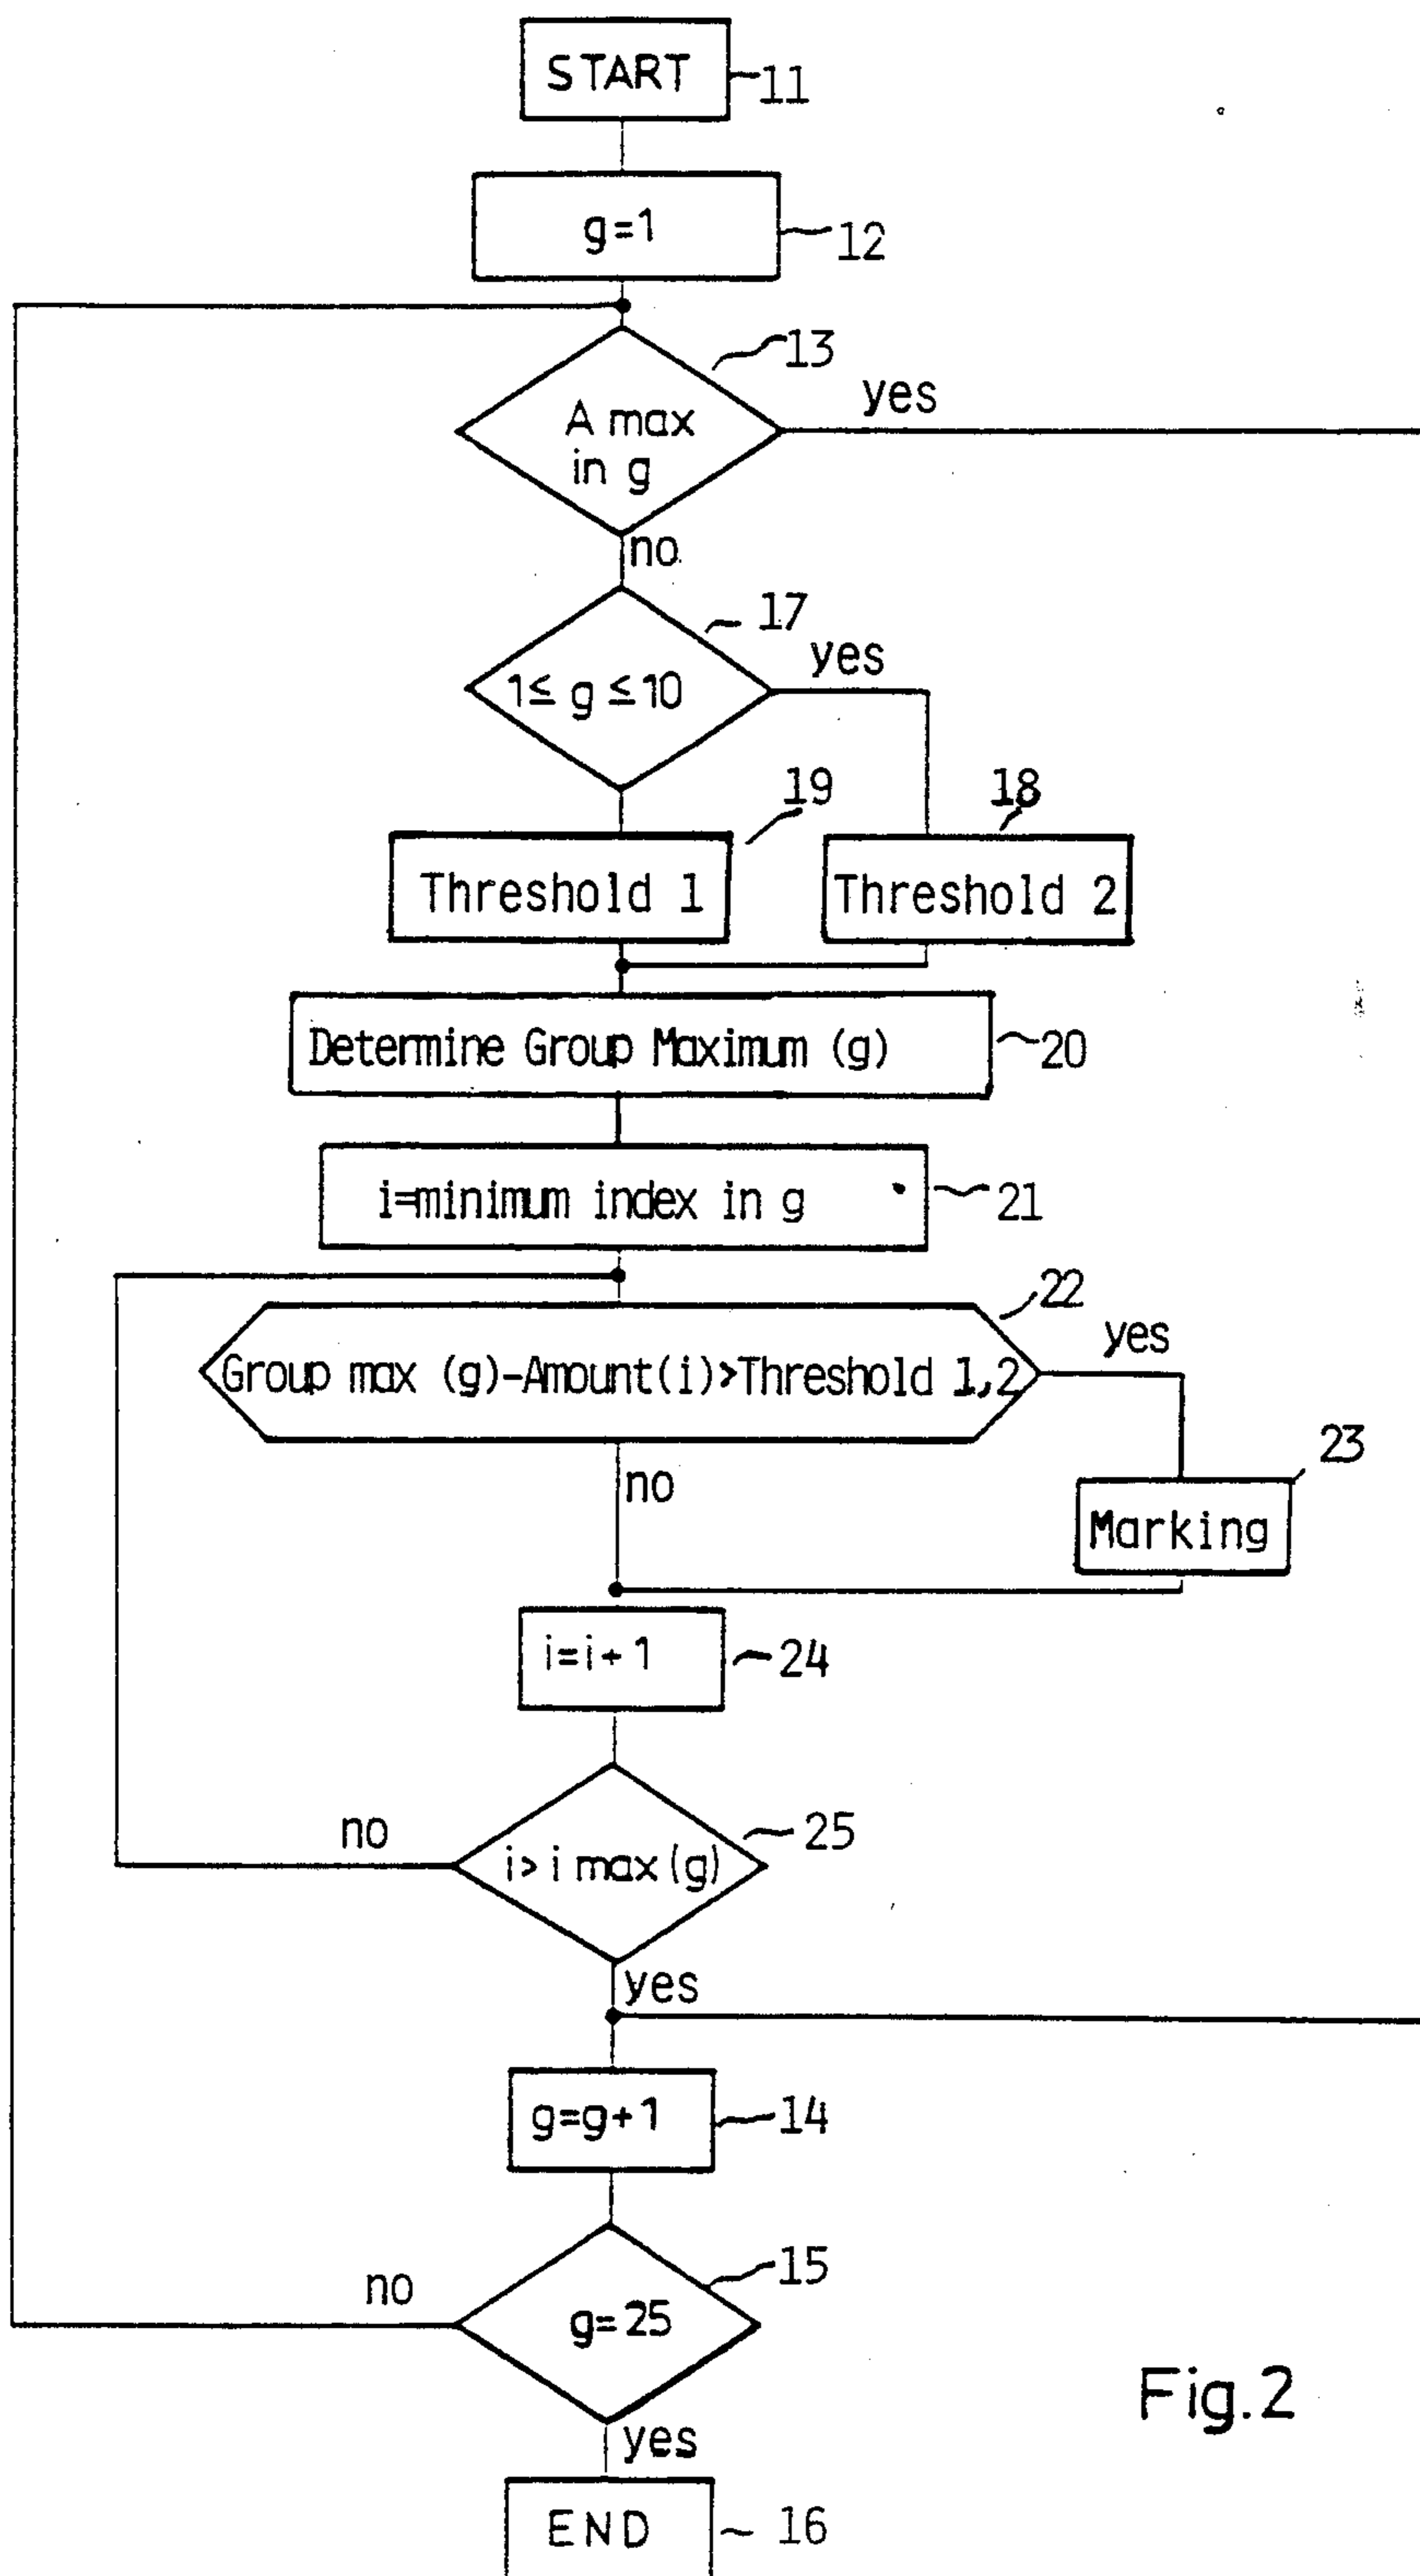 START
11
g=1
12
13
yes
A max
in g
no
17
yes
1≤ g ≤10
19
18
Threshold 1
Threshold 2
Determine Group Maximum (g)
20
i=minimum index in g
21
22
yes
Group max (g)-Amount(i)>Threshold 1,2
23
no
Marking
i=i+1
24
no
25
i> i max (g)
yes
g=g+1
14
15
no
g=25
Fig.2
yes
END
16